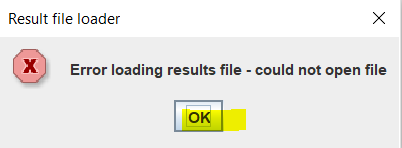 Result file loader
Error loading results file - could not open file
OK